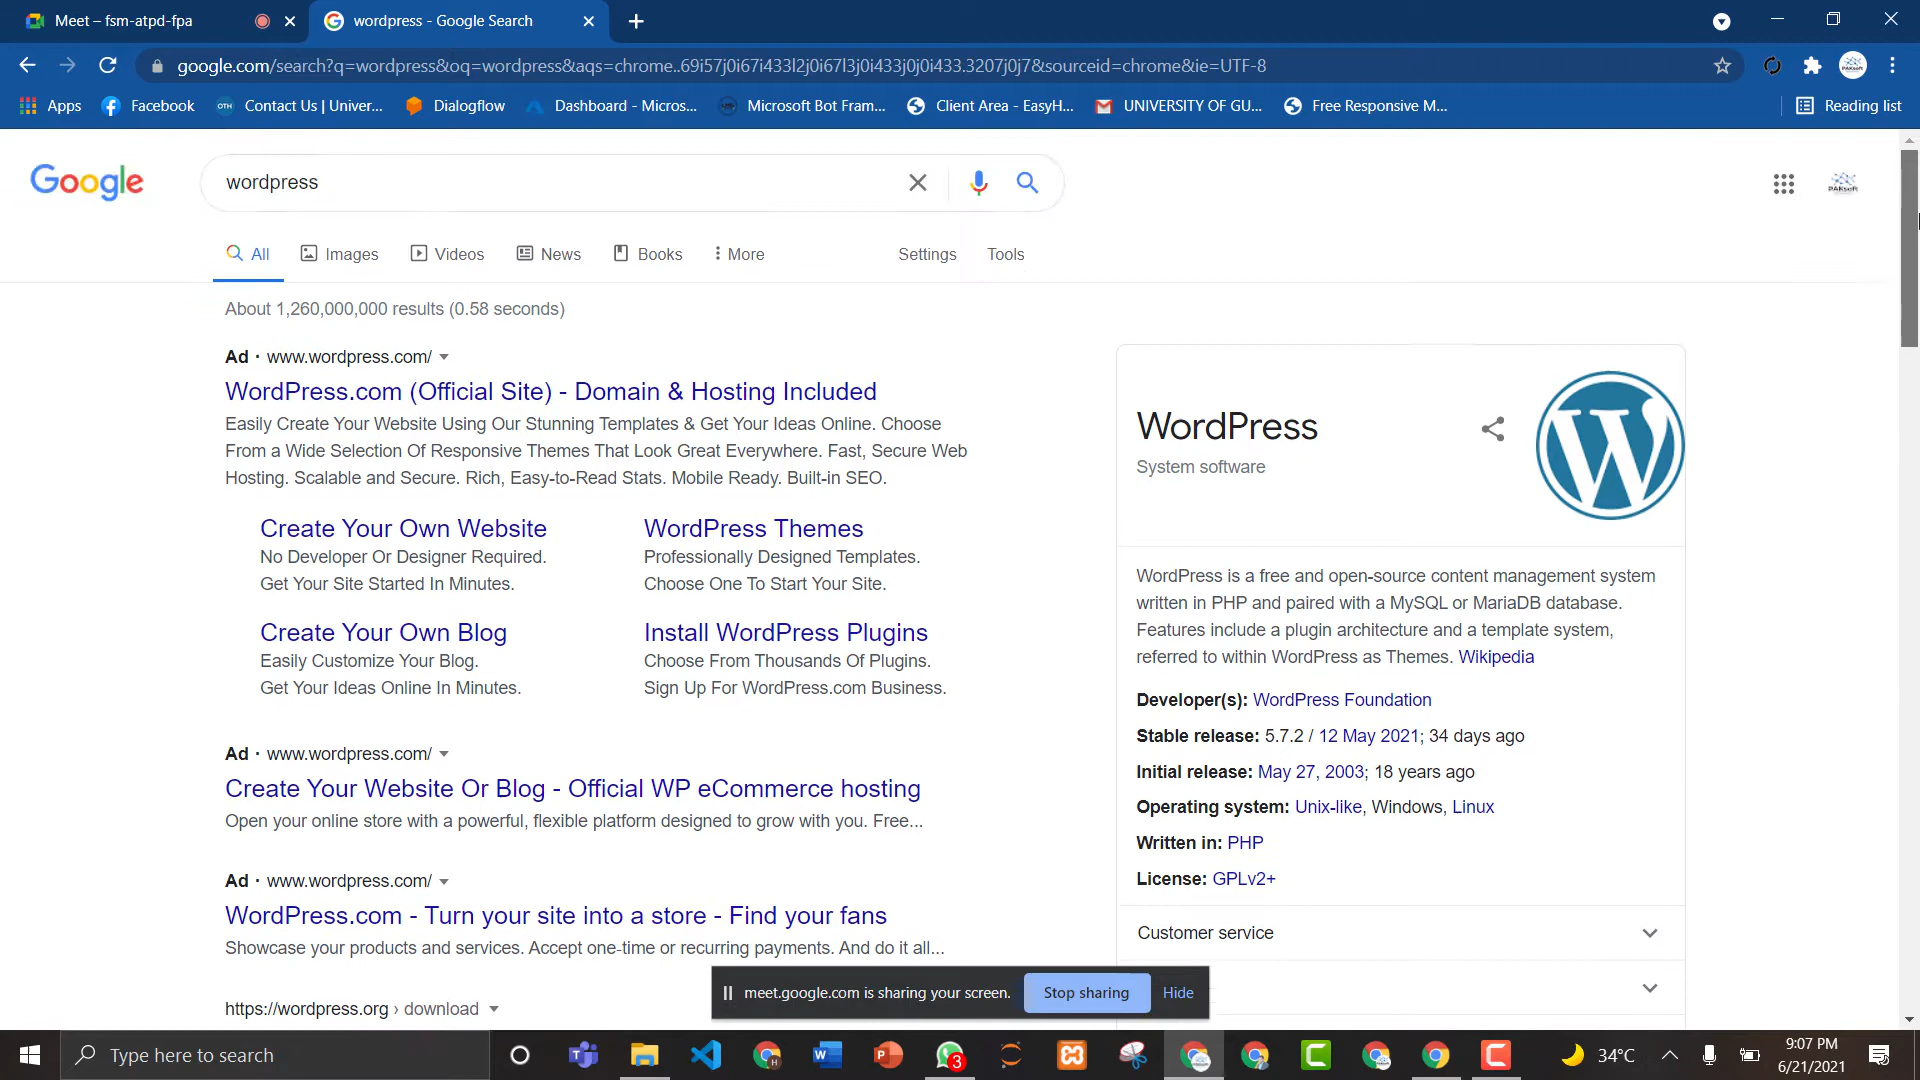 Meet – fsm-atpd-fpa
wordpress - Google Search
google.com/search?q=wordpress&oq=wordpress&aqs=chrome..69i57j0i67i433l2j0i67l3j0i433j0j0i433.3207j0j7&sourceid=chrome&ie=UTF-8
Apps
Facebook
OTH
Contact Us | Univer...
Dialogflow
Dashboard - Micros...
Microsoft Bot Fram...
Client Area - EasyH...
UNIVERSITY OF GU...
Free Responsive M...
Reading list
Google
wordpress
PAKsoft
All
Images
Videos
News
Books
More
Settings
Tools
About 1,260,000,000 results (0.58 seconds)
Ad · www.wordpress.com/
WordPress.com (Official Site) - Domain & Hosting Included
Easily Create Your Website Using Our Stunning Templates & Get Your Ideas Online. Choose
From a Wide Selection Of Responsive Themes That Look Great Everywhere. Fast, Secure Web
Hosting. Scalable and Secure. Rich, Easy-to-Read Stats. Mobile Ready. Built-in SEO.
Create Your Own Website
No Developer Or Designer Required.
Get Your Site Started In Minutes.
WordPress Themes
Professionally Designed Templates.
Choose One To Start Your Site.
Create Your Own Blog
Easily Customize Your Blog.
Get Your Ideas Online In Minutes.
Install WordPress Plugins
Choose From Thousands Of Plugins.
Sign Up For WordPress.com Business.
Ad · www.wordpress.com/
Create Your Website Or Blog - Official WP eCommerce hosting
Open your online store with a powerful, flexible platform designed to grow with you. Free...
Ad · www.wordpress.com/
WordPress.com - Turn your site into a store - Find your fans
Showcase your products and services. Accept one-time or recurring payments. And do it all...
https://wordpress.org › download
WordPress
System software
W
WordPress is a free and open-source content management system
written in PHP and paired with a MySQL or MariaDB database.
Features include a plugin architecture and a template system,
referred to within WordPress as Themes. Wikipedia
Developer(s): WordPress Foundation
Stable release: 5.7.2 / 12 May 2021; 34 days ago
Initial release: May 27, 2003; 18 years ago
Operating system: Unix-like, Windows, Linux
Written in: PHP
License: GPLv2+
Customer service
meet.google.com is sharing your screen.
Stop sharing
Hide
Type here to search
3
34°C
9:07 PM
6/21/2021